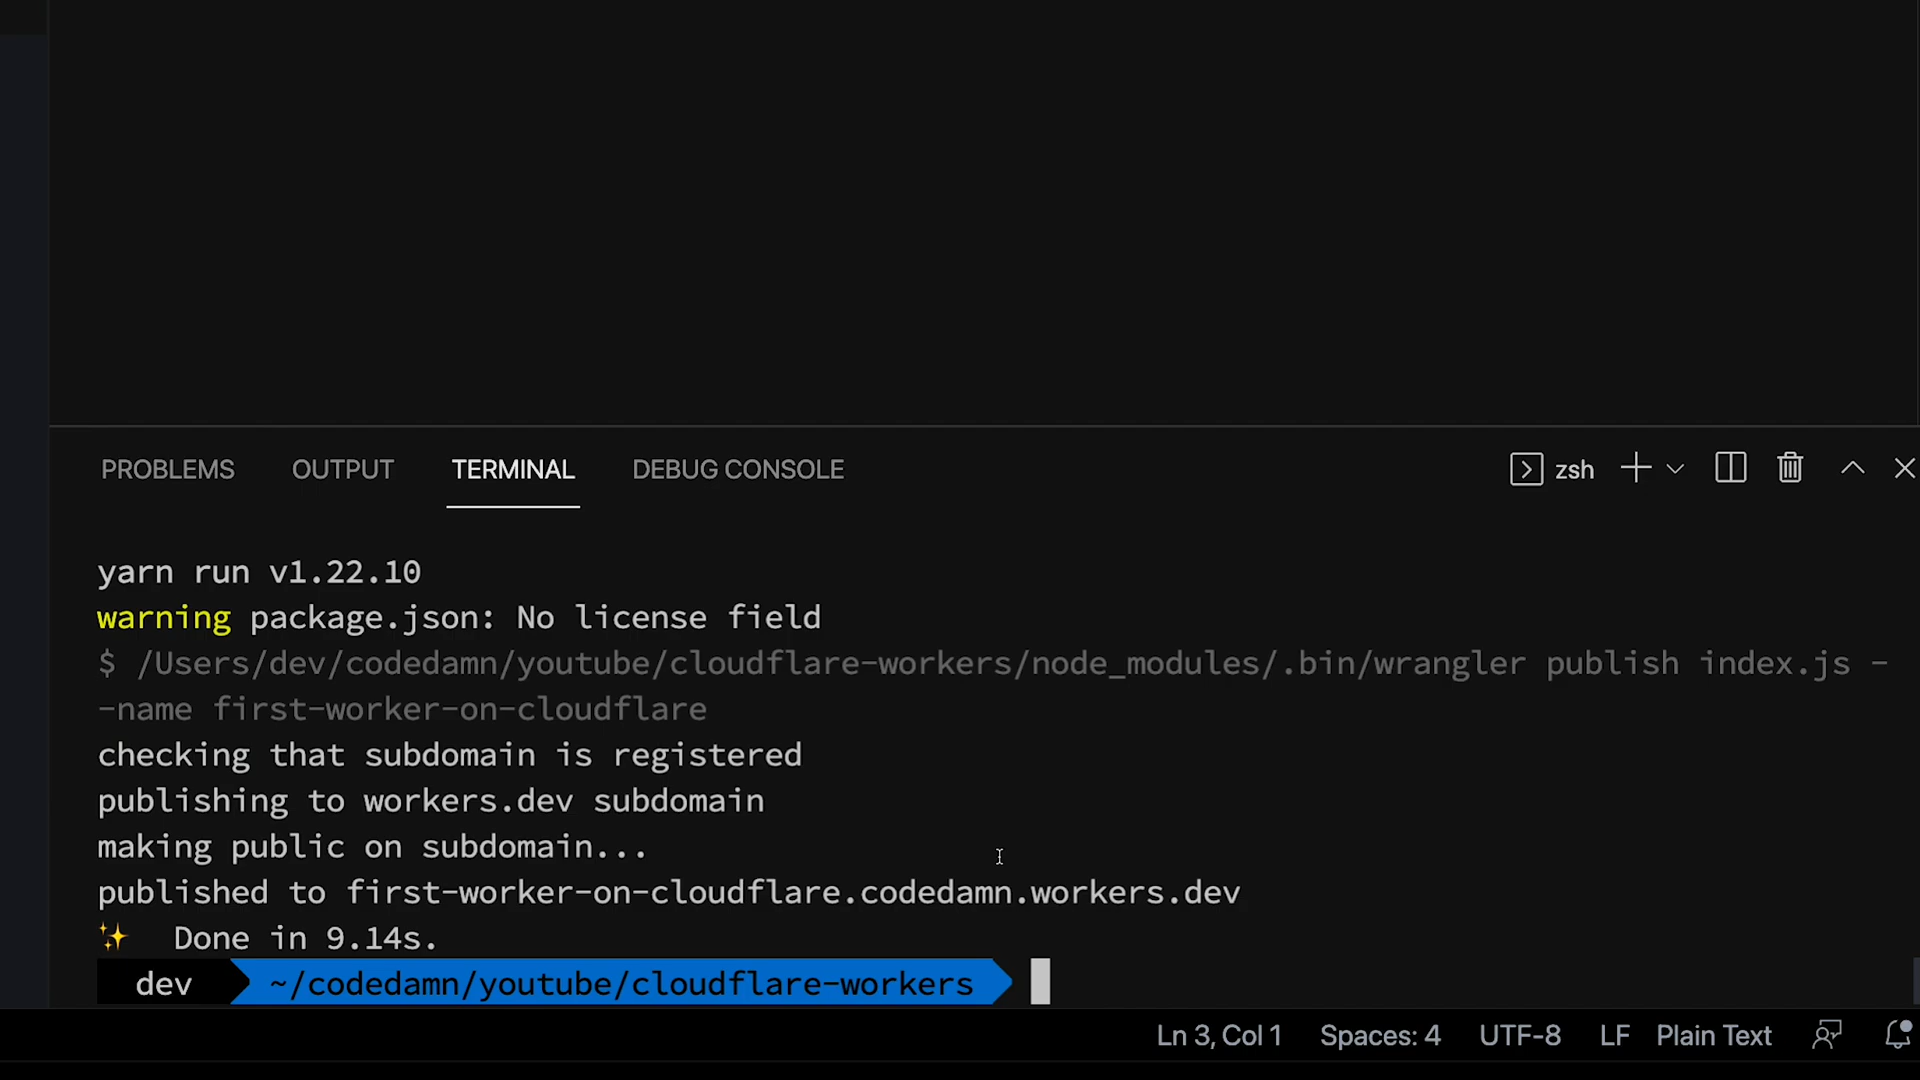 PROBLEMS OUTPUT TERMINAL DEBUG CONSOLE zsh
yarn run v1.22.10
warning package.json: No license field
$ /Users/dev/codedamn/youtube/cloudflare-workers/node_modules/.bin/wrangler publish index.js -
-name first-worker-on-cloudflare
checking that subdomain is registered
publishing to workers.dev subdomain
making public on subdomain...
published to first-worker-on-cloudflare.codedamn.workers.dev
✨ Done in 9.14s.
dev ~/codedamn/youtube/cloudflare-workers
Ln 3, Col 1 Spaces: 4 UTF-8 LF Plain Text